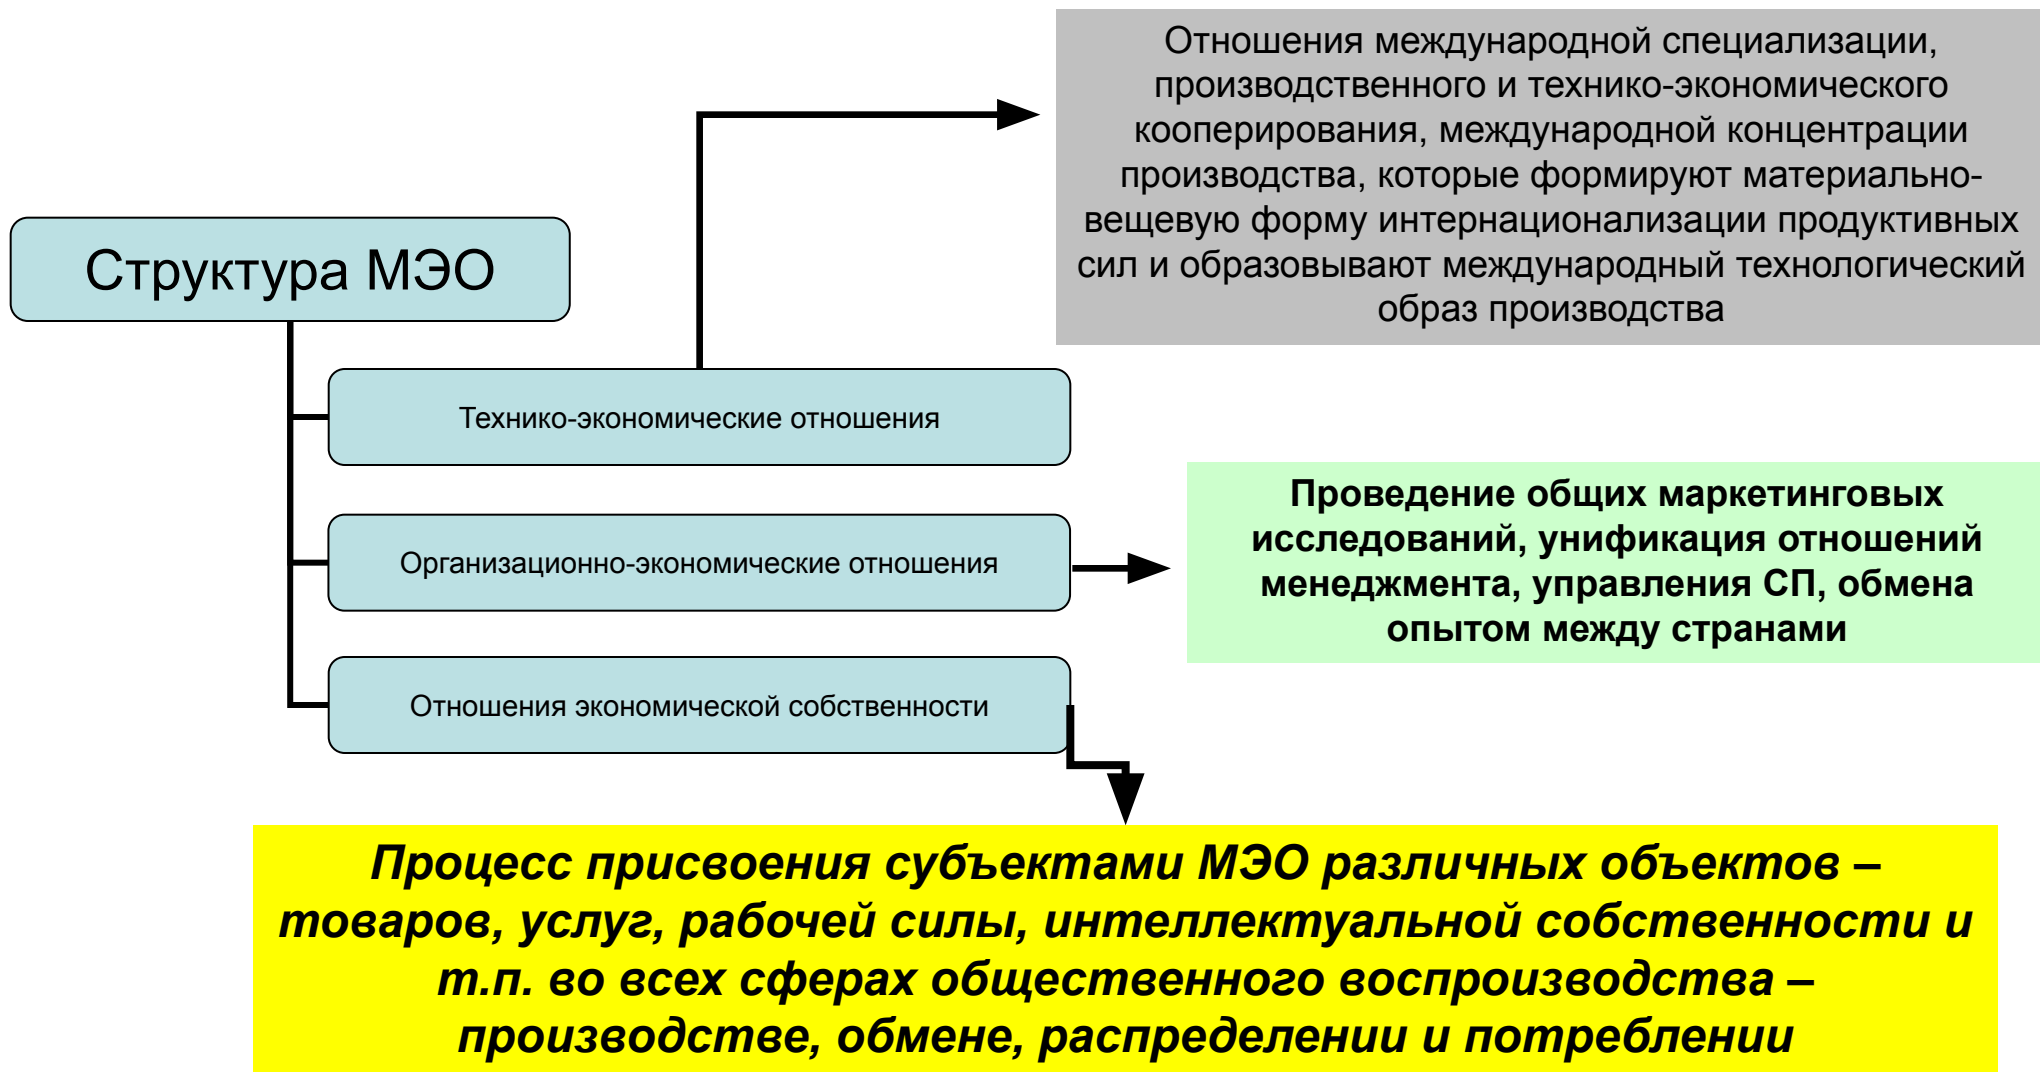 Структура МЭО
Отношения международной специализации,
производственного и технико-экономического
кооперирования, международной концентрации
производства, которые формируют материально-
вещевую форму интернационализации продуктивных
сил и образовывают международный технологический
образ производства
Технико-экономические отношения
Организационно-экономические отношения
Проведение общих маркетинговых
исследований, унификация отношений
менеджмента, управления СП, обмена
опытом между странами
Отношения экономической собственности
Процесс присвоения субъектами МЭО различных объектов –
товаров, услуг, рабочей силы, интеллектуальной собственности и
т.п. во всех сферах общественного воспроизводства –
производстве, обмене, распределении и потреблении